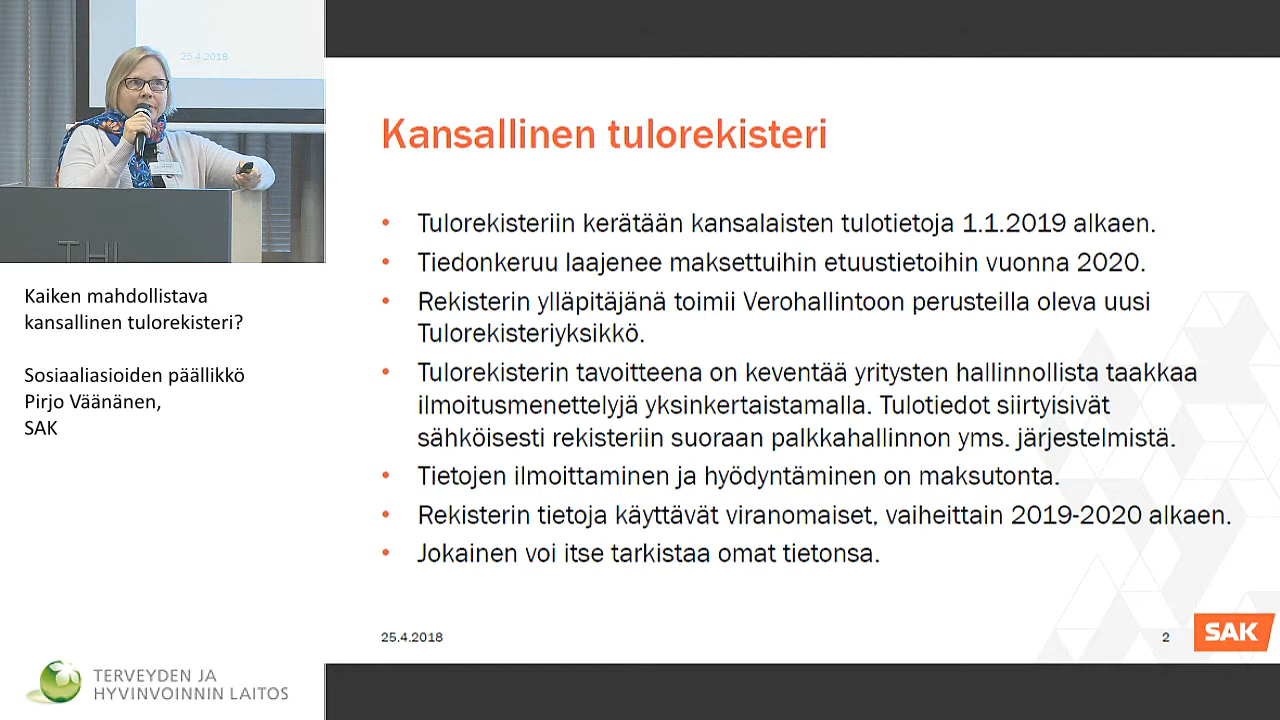 25.4.2018
THL
Kaiken mahdollistava
kansallinen tulorekisteri?
Sosiaaliasioiden päällikkö
Pirjo Väänänen,
SAK
TERVEYDEN JA
HYVINVOINNIN LAITOS
Kansallinen tulorekisteri
• Tulorekisteriin kerätään kansalaisten tulotietoja 1.1.2019 alkaen.
• Tiedonkeruu laajenee maksettuihin etuustietoihin vuonna 2020.
• Rekisterin ylläpitäjänä toimii Verohallintoon perusteilla oleva uusi
Tulorekisteriyksikkö.
• Tulorekisterin tavoitteena on keventää yritysten hallinnollista taakkaa
ilmoitusmenettelyjä yksinkertaistamalla. Tulotiedot siirtyisivät
sähköisesti rekisteriin suoraan palkkahallinnon yms. järjestelmistä.
• Tietojen ilmoittaminen ja hyödyntäminen on maksutonta.
• Rekisterin tietoja käyttävät viranomaiset, vaiheittain 2019-2020 alkaen.
• Jokainen voi itse tarkistaa omat tietonsa.
25.4.2018
2
SAK